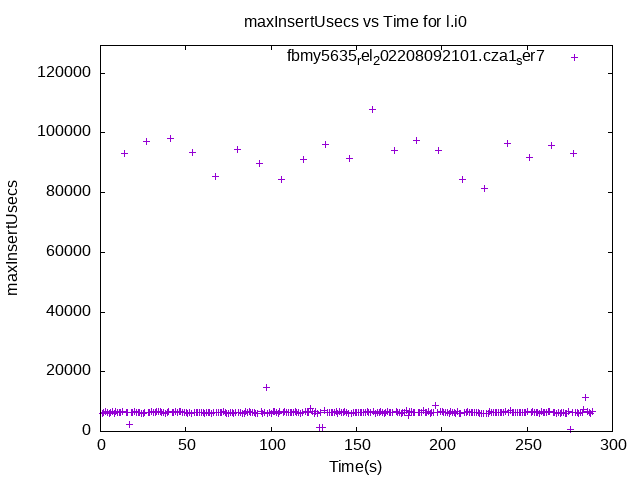 maxInsertUsecs vs Time for l.i0
fbmy5635rel202208092101.cza1ser7
120000
100000
80000
60000
40000
20000
0
maxInsertUsecs
0 50 100 150 200 250 300
Time(s)